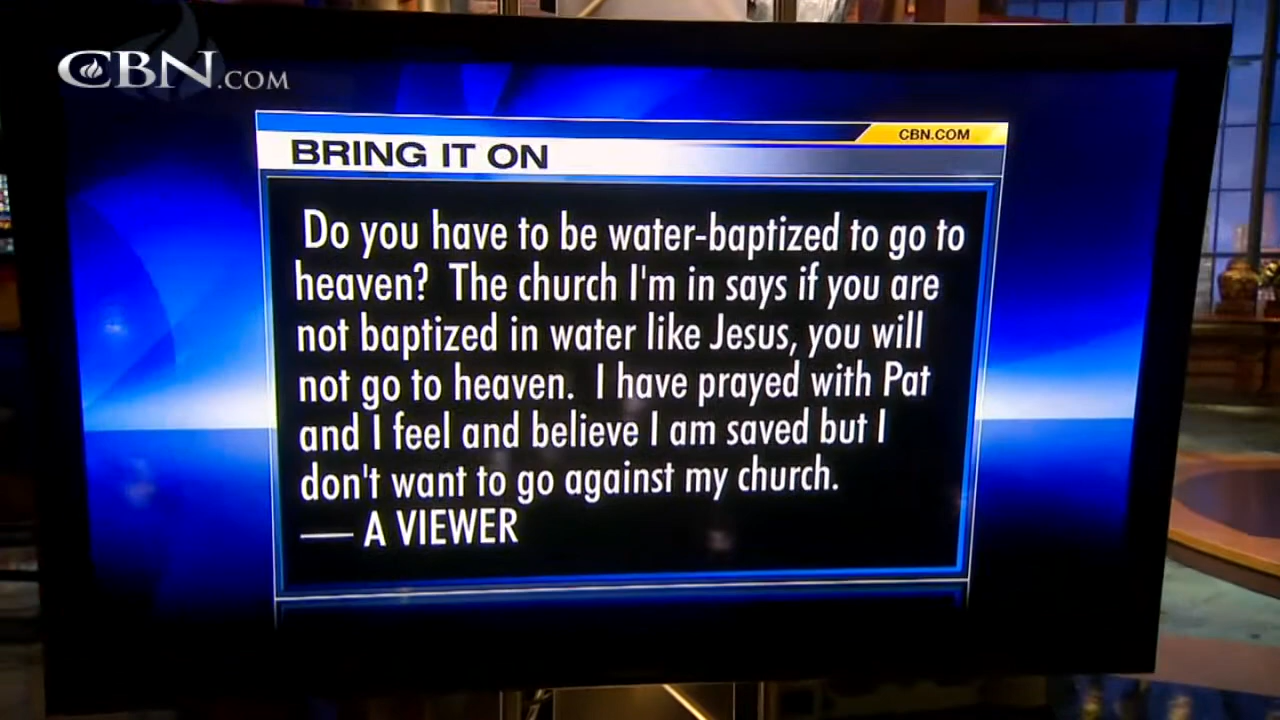 CBN.COM
CBN.COM
BRING IT ON
Do you have to be water-baptized to go to
heaven? The church I'm in says if you are
not baptized in water like Jesus, you will
not go to heaven. I have prayed with Pat
and I feel and believe I am saved but I
don't want to go against my church.
— A VIEWER